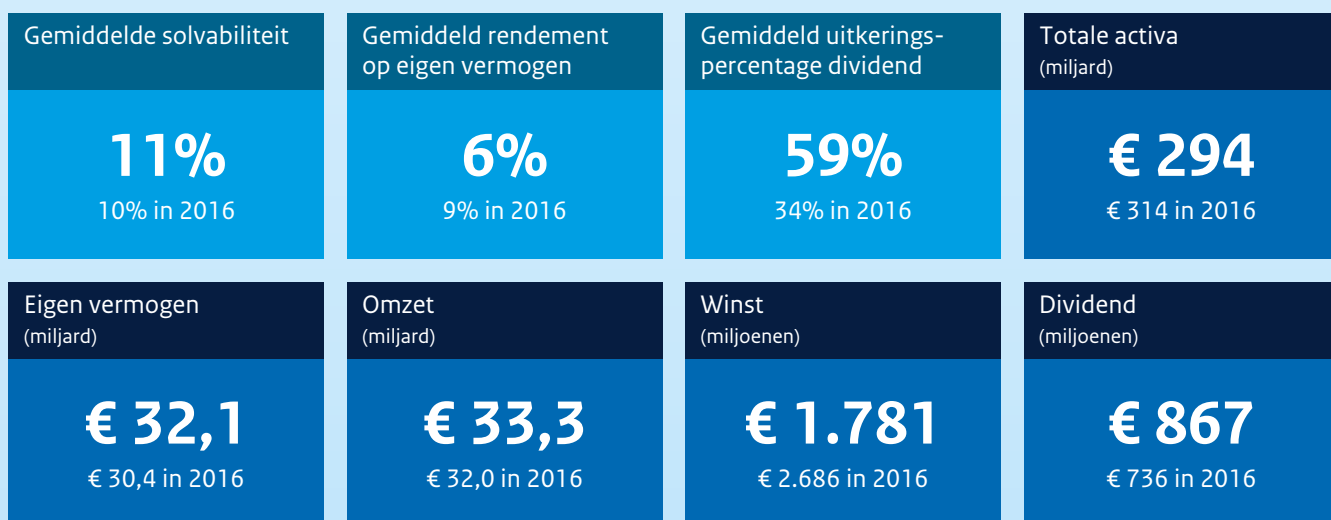 Gemiddelde solvabiliteit
11%
10% in 2016
Gemiddeld rendement
op eigen vermogen
6%
9% in 2016
Gemiddeld uitkerings-
percentage dividend
59%
34% in 2016
Totale activa
(miljard)
€ 294
€ 314 in 2016
Eigen vermogen
(miljard)
€ 32,1
€ 30,4 in 2016
Omzet
(miljard)
€ 33,3
€ 32,0 in 2016
Winst
(miljoenen)
€ 1.781
€ 2.686 in 2016
Dividend
(miljoenen)
€ 867
€ 736 in 2016